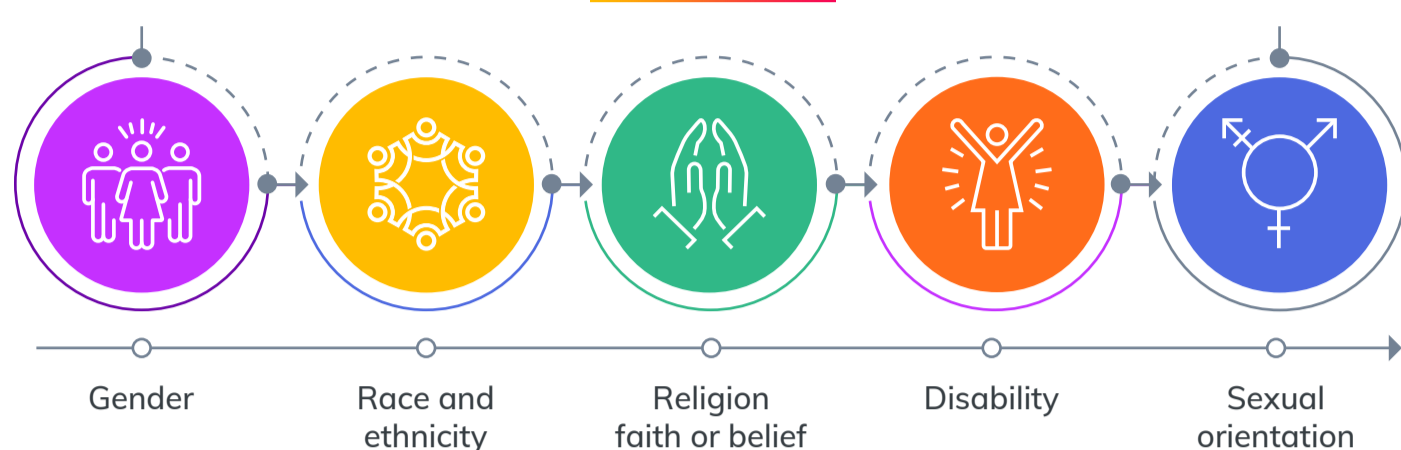 Gender
Race and
ethnicity
Religion
faith or belief
Disability
Sexual
orientation